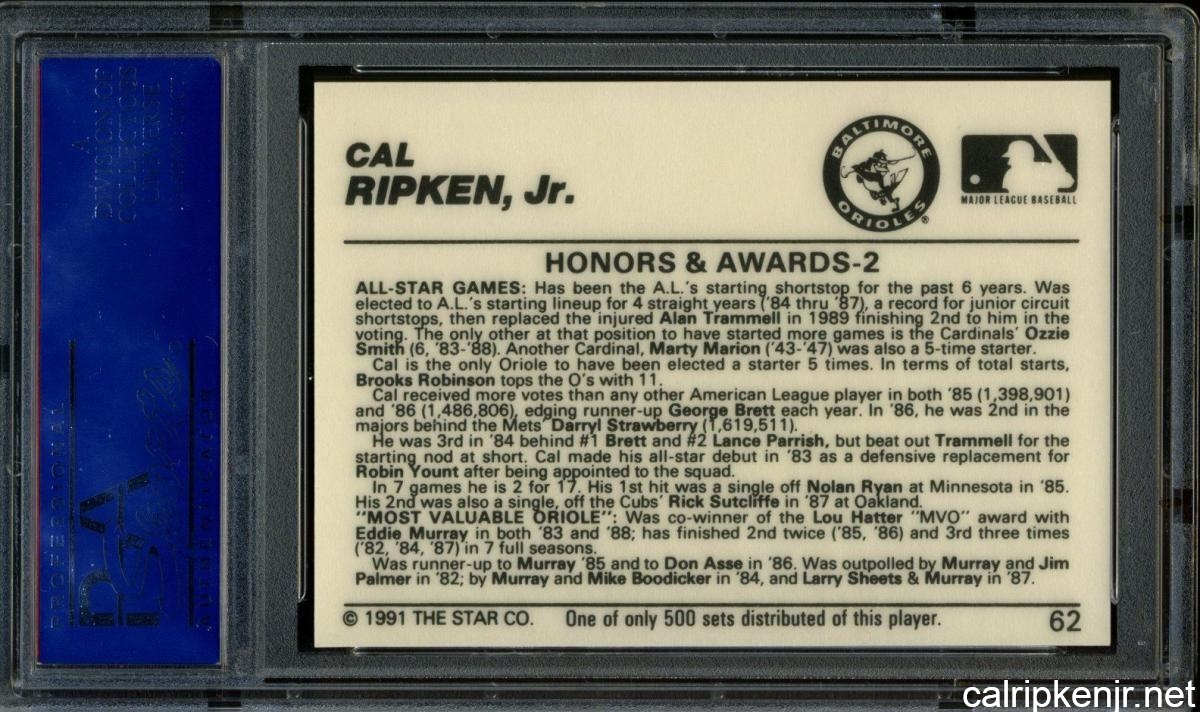 CAL
RIPKEN, Jr.
BALTIMORE
ORIOLES®
MAJOR LEAGUE BASEBALL
HONORS & AWARDS-2
ALL-STAR GAMES: Has been the A.L.'s starting shortstop for the past 6 years. Was
elected to A.L.'s starting lineup for 4 straight years ('84 thru '87), a record for junior circuit
shortstops, then replaced the injured Alan Trammell in 1989 finishing 2nd to him in the
voting. The only other at that position to have started more games is the Cardinals' Ozzie
Smith (6, '83-'88). Another Cardinal, Marty Marion ('43-'47) was also a 5-time starter.
Cal is the only Oriole to have been elected a starter 5 times. In terms of total starts,
Brooks Robinson tops the O's with 11.
Cal received more votes than any other American League player in both '85 (1,398,901)
and '86 (1,486,806), edging runner-up George Brett each year. In '86, he was 2nd in the
majors behind the Mets' Darryl Strawberry (1,619,511).
He was 3rd in '84 behind #1 Brett and #2 Lance Parrish, but beat out Trammell for the
starting nod at short. Cal made his all-star debut in '83 as a defensive replacement for
Robin Yount after being appointed to the squad.
In 7 games he is 2 for 17. His 1st hit was a single off Nolan Ryan at Minnesota in '85.
His 2nd was also a single, off the Cubs' Rick Sutcliffe in '87 at Oakland.
"MOST VALUABLE ORIOLE": Was co-winner of the Lou Hatter "MVO" award with
Eddie Murray in both '83 and '88; has finished 2nd twice ('85, '86) and 3rd three times
('82, '84, '87) in 7 full seasons.
Was runner-up to Murray '85 and to Don Asse in '86. Was outpolled by Murray and Jim
Palmer in '82; by Murray and Mike Boodicker in '84, and Larry Sheets & Murray in '87.
© 1991 THE STAR CO. One of only 500 sets distributed of this player. 62
A
DIVISION OF
COLLECTORS
UNIVERSE
PROFESSIONAL
PSA
AUTHENTICATOR
calripkenjr.net